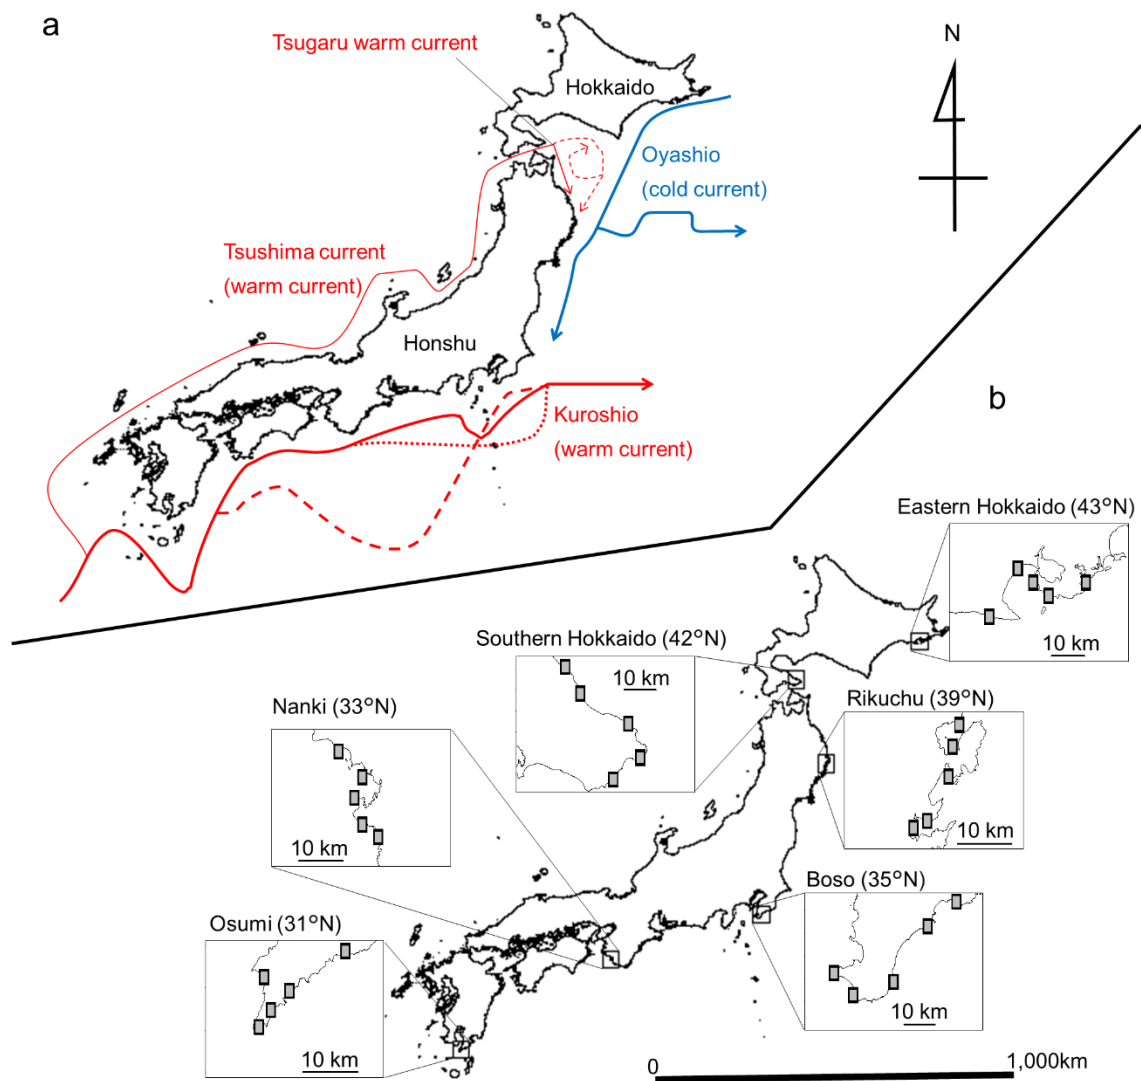 a
Tsugaru warm current
N
Hokkaido
Oyashio
(cold current)
Tsushima current
(warm current)
Honshu
Kuroshio
(warm current)
b
Eastern Hokkaido (43°N)
10 km
Southern Hokkaido (42°N)
10 km
Nanki (33°N)
10 km
Rikuchu (39°N)
10 km
Boso (35°N)
10 km
Osumi (31°N)
10 km
0
1,000km